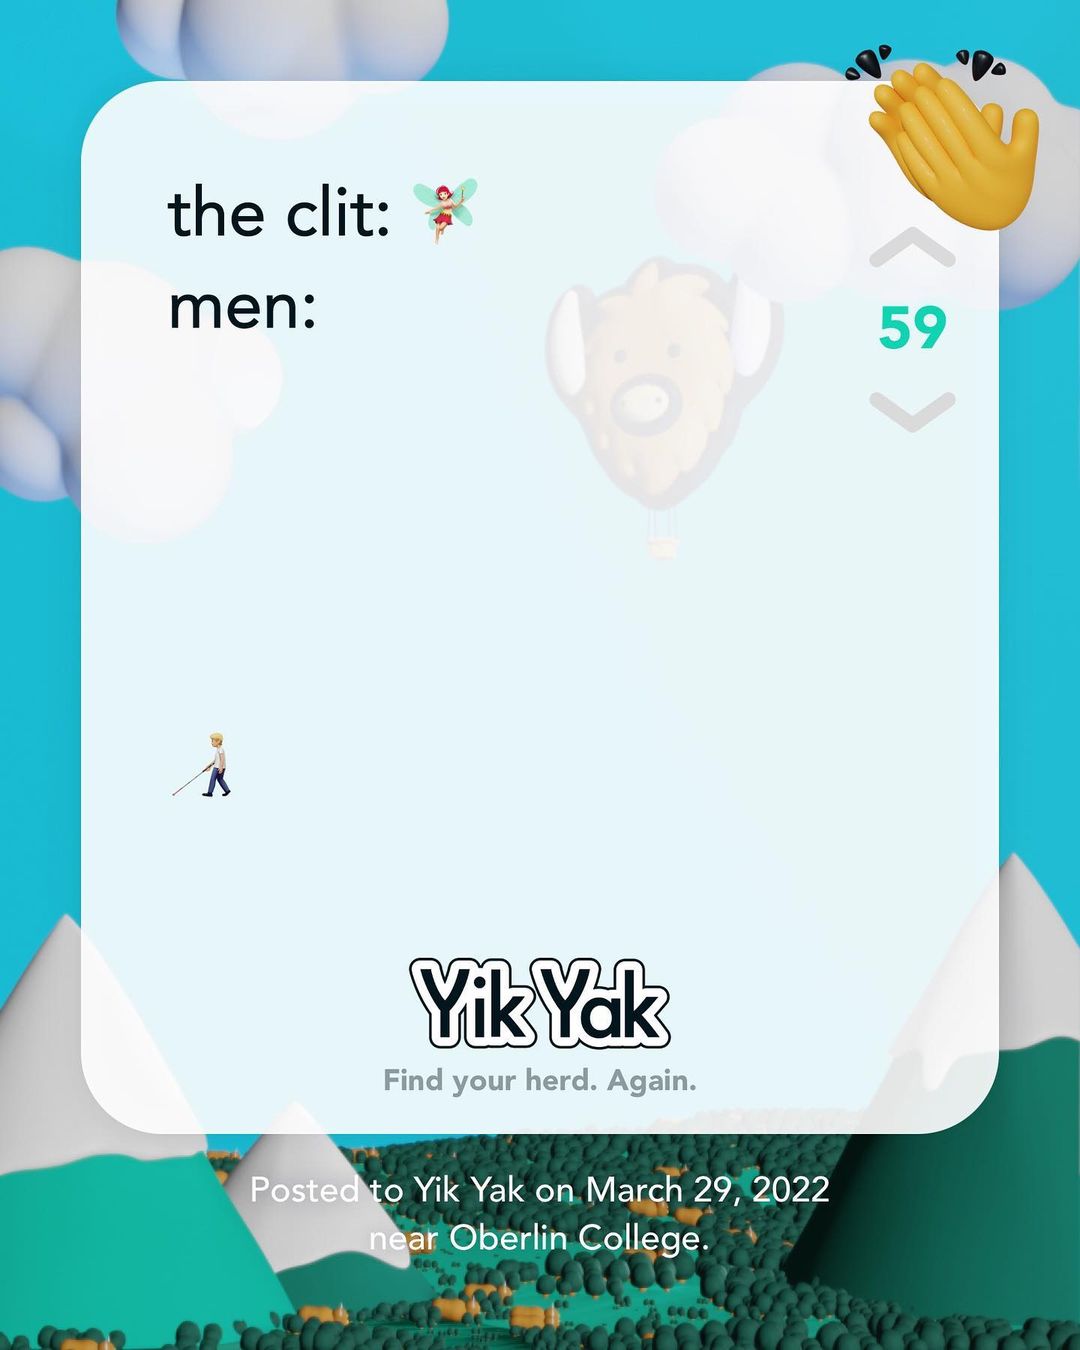 the clit: 🧚
men:
59
👨‍🦯
Yik Yak
Find your herd. Again.
Posted to Yik Yak on March 29, 2022
near Oberlin College.